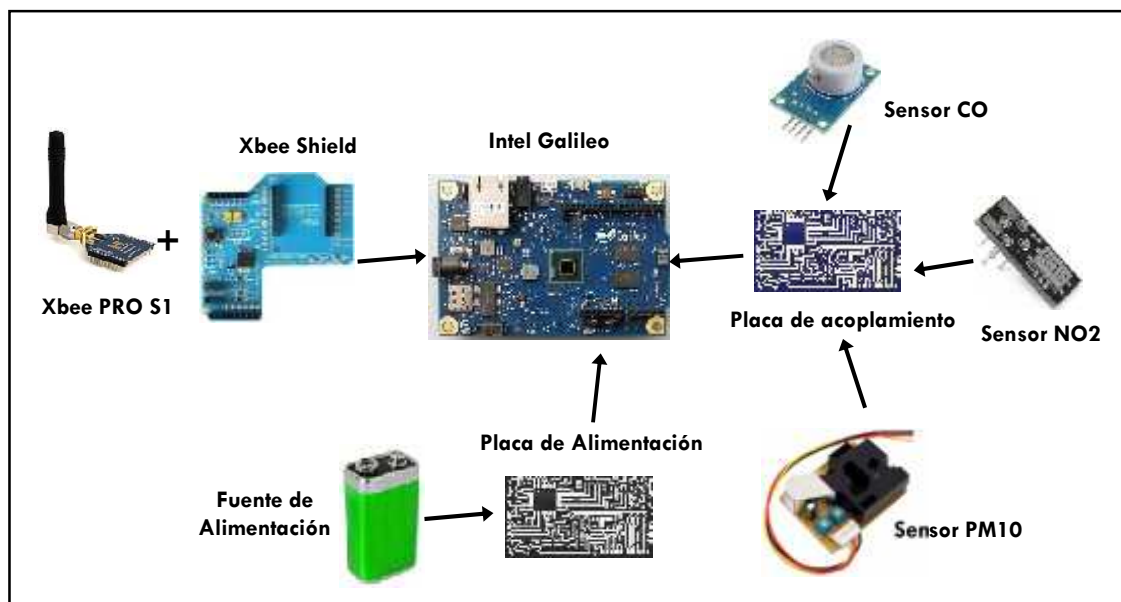 Sensor CO
Xbee Shield
Intel Galileo
+
Xbee PRO S1
Placa de acoplamiento
Sensor NO2
Placa de Alimentación
Fuente de
Alimentación
Sensor PM10